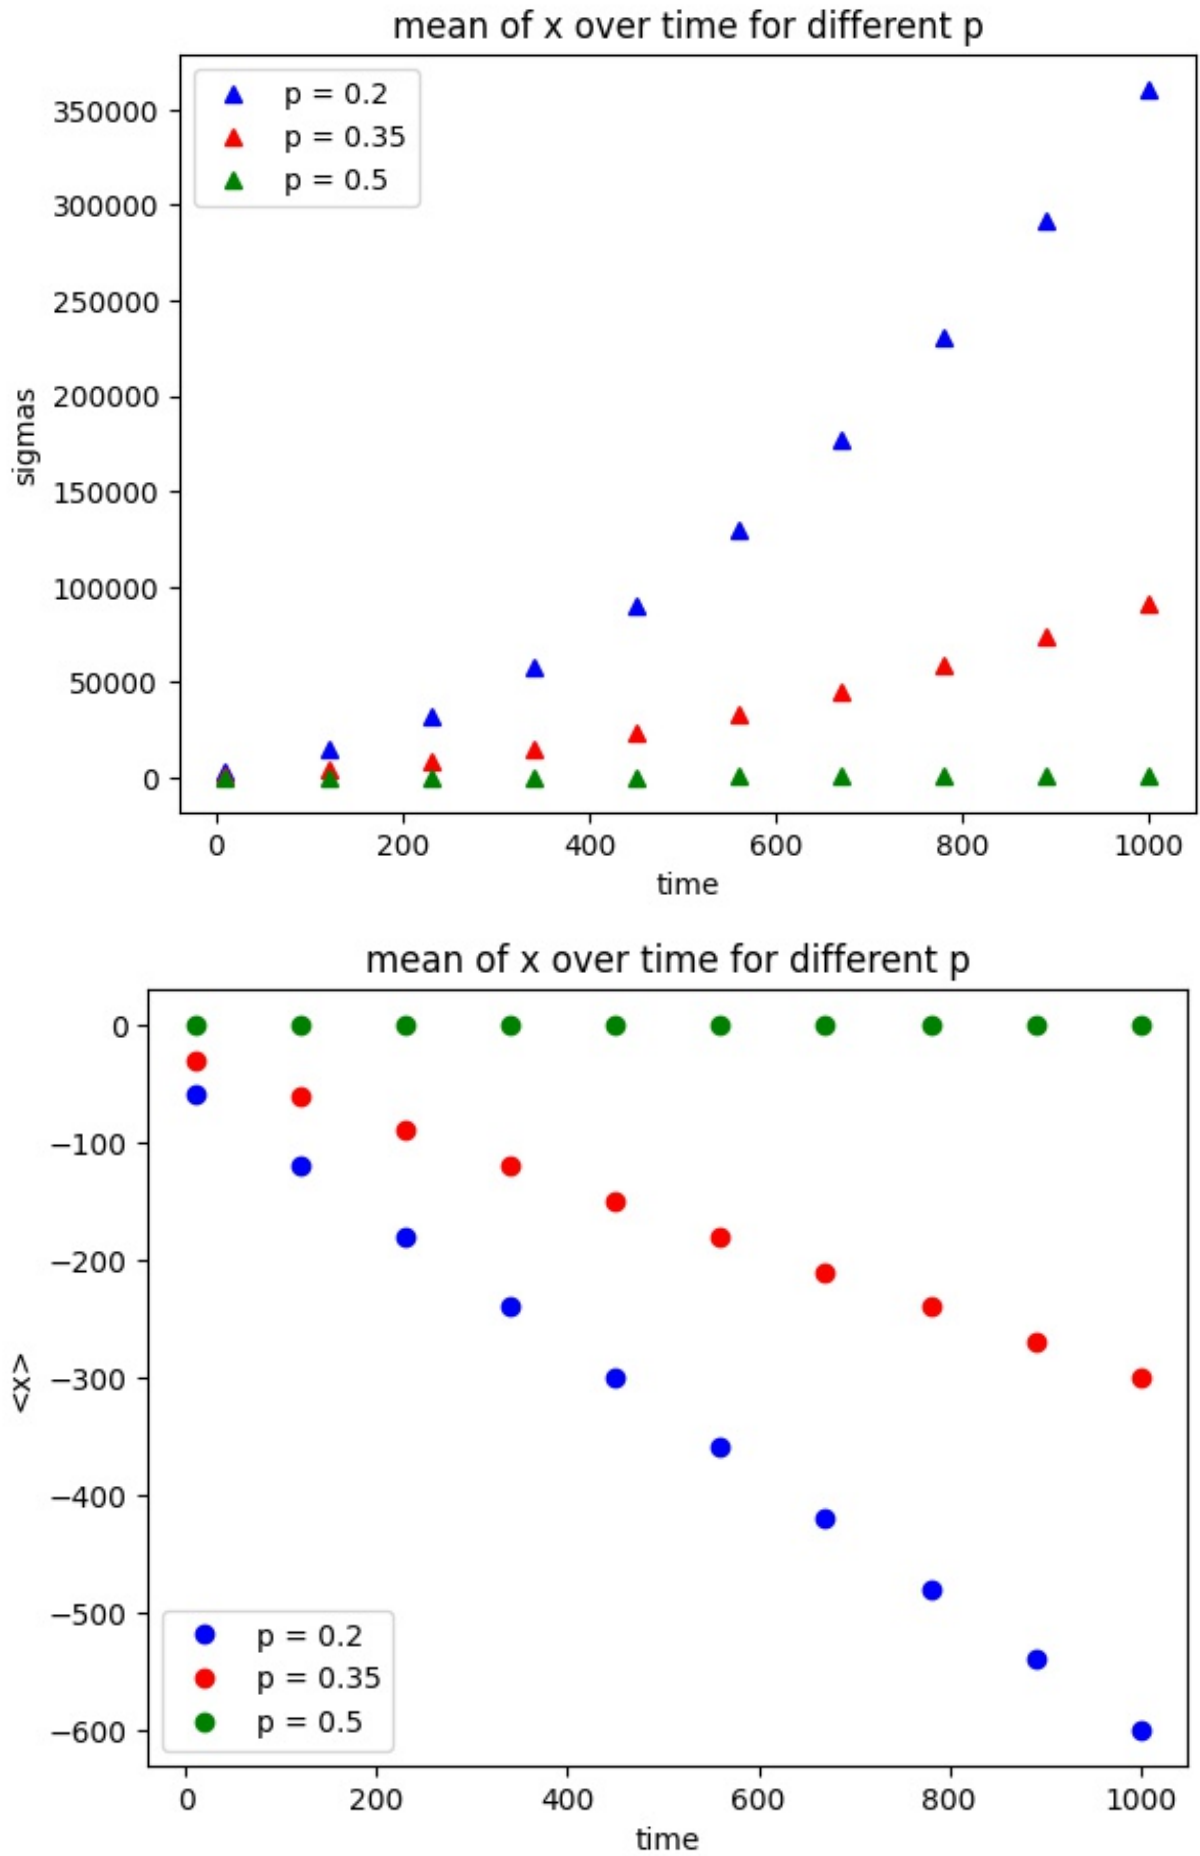 mean of x over time for different p
p = 0.2
p = 0.35
p = 0.5
350000
300000
250000
200000
150000
100000
50000
0
sigmas
0 200 400 600 800 1000
time
mean of x over time for different p
0
−100
−200
−300
−400
−500
−600
<x>
p = 0.2
p = 0.35
p = 0.5
0 200 400 600 800 1000
time